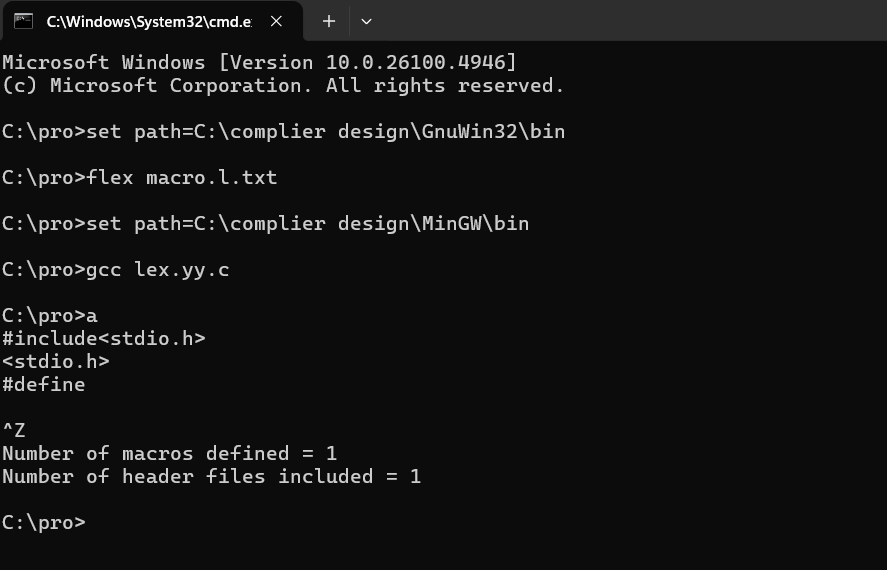 C:\Windows\System32\cmd.e
Microsoft Windows [Version 10.0.26100.4946]
(c) Microsoft Corporation. All rights reserved.
C:\pro>set path=C:\complier design\GnuWin32\bin
C:\pro>flex macro.l.txt
C:\pro>set path=C:\complier design\MinGW\bin
C:\pro>gcc lex.yy.c
C:\pro>a
#include<stdio.h>
<stdio.h>
#define
^Z
Number of macros defined = 1
Number of header files included = 1
C:\pro>